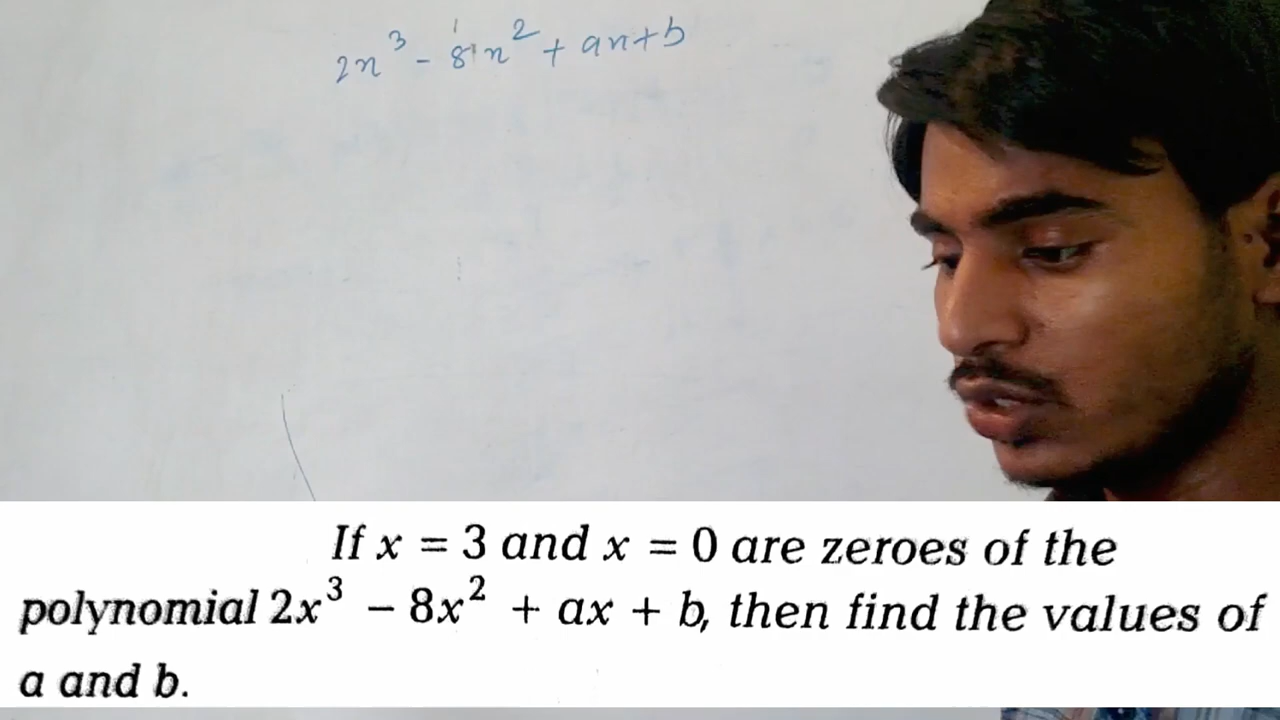 2x³ - 8x² + ax + b
If x = 3 and x = 0 are zeroes of the
polynomial 2x³ – 8x² + ax + b, then find the values of
a and b.